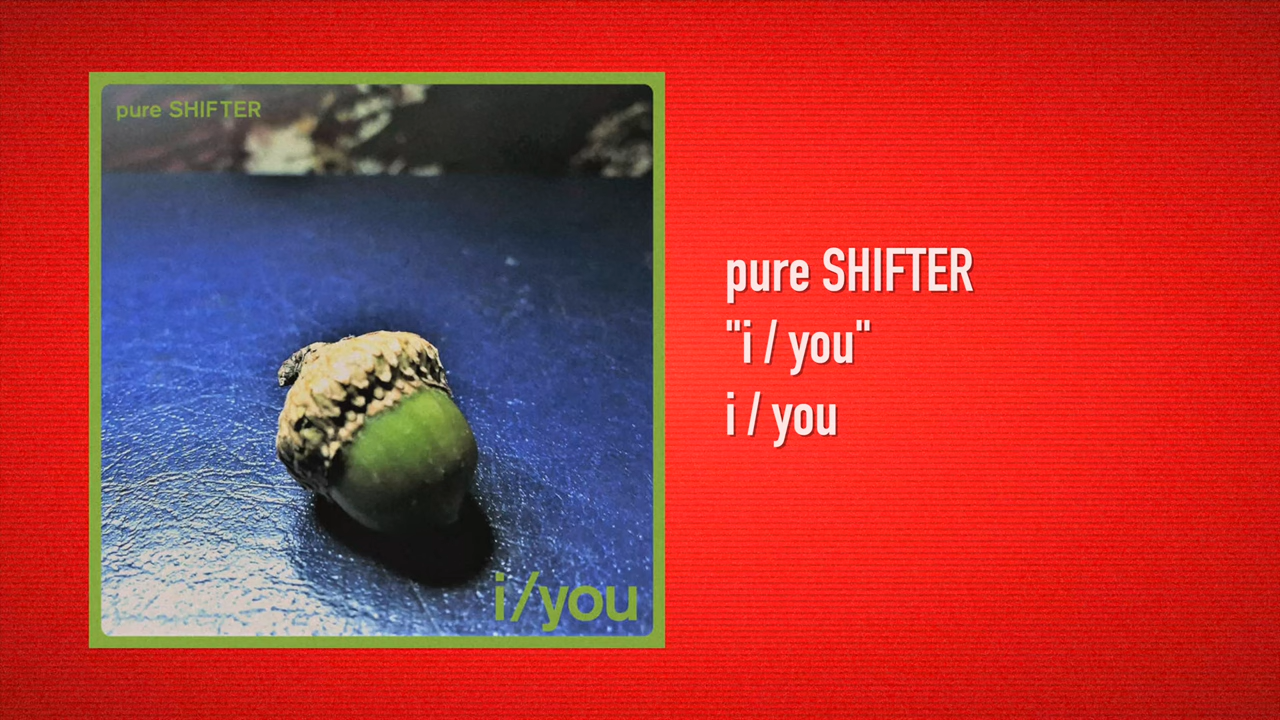 pure SHIFTER
i/you
pure SHIFTER
"i / you"
i / you